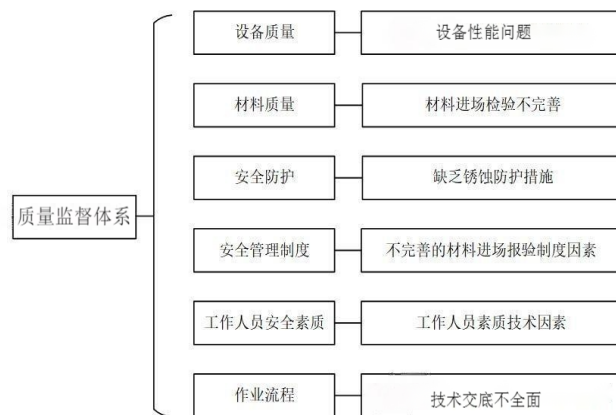 设备质量
设备性能问题
材料质量
材料进场检验不完善
安全防护
缺乏锈蚀防护措施
质量监督体系
安全管理制度
不完善的材料进场报验制度因素
工作人员安全素质
工作人员素质技术因素
作业流程
技术交底不全面